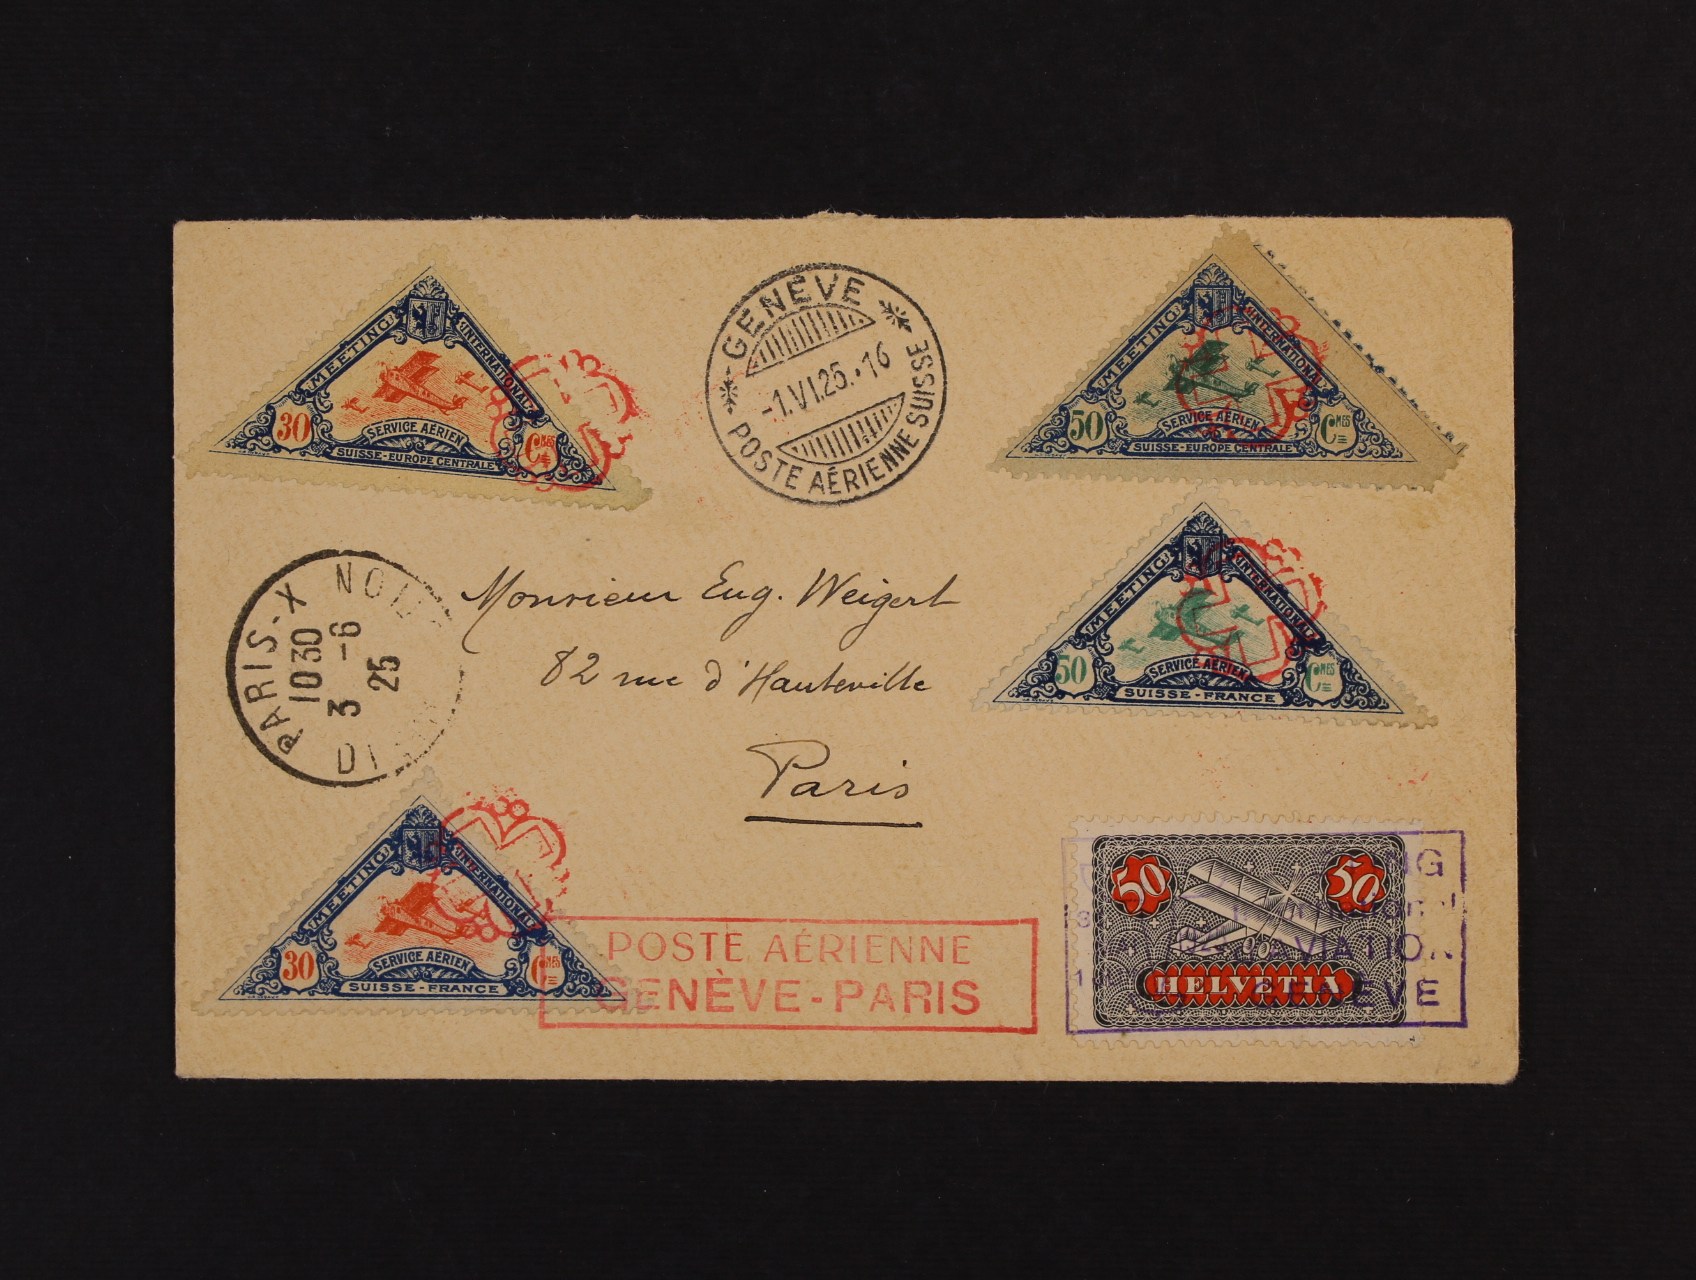 MEETING INTERNATIONAL
30 Cmes
SERVICE AÉRIEN
SUISSE-EUROPE CENTRALE
GENÈVE
-1.VI.25.-16
POSTE AÉRIENNE SUISSE
MEETING INTERNATIONAL
50 Cmes
SERVICE AÉRIEN
SUISSE-EUROPE CENTRALE
PARIS-X
1030
3 -6
25
Monsieur Eug. Weigert
82 rue d'Hauteville
Paris
MEETING INTERNATIONAL
50 Cmes
SERVICE AÉRIEN
SUISSE-FRANCE
MEETING INTERNATIONAL
30 Cmes
SERVICE AÉRIEN
SUISSE-FRANCE
POSTE AÉRIENNE
GENÈVE-PARIS
50 50
HELVETIA
GENÈVE